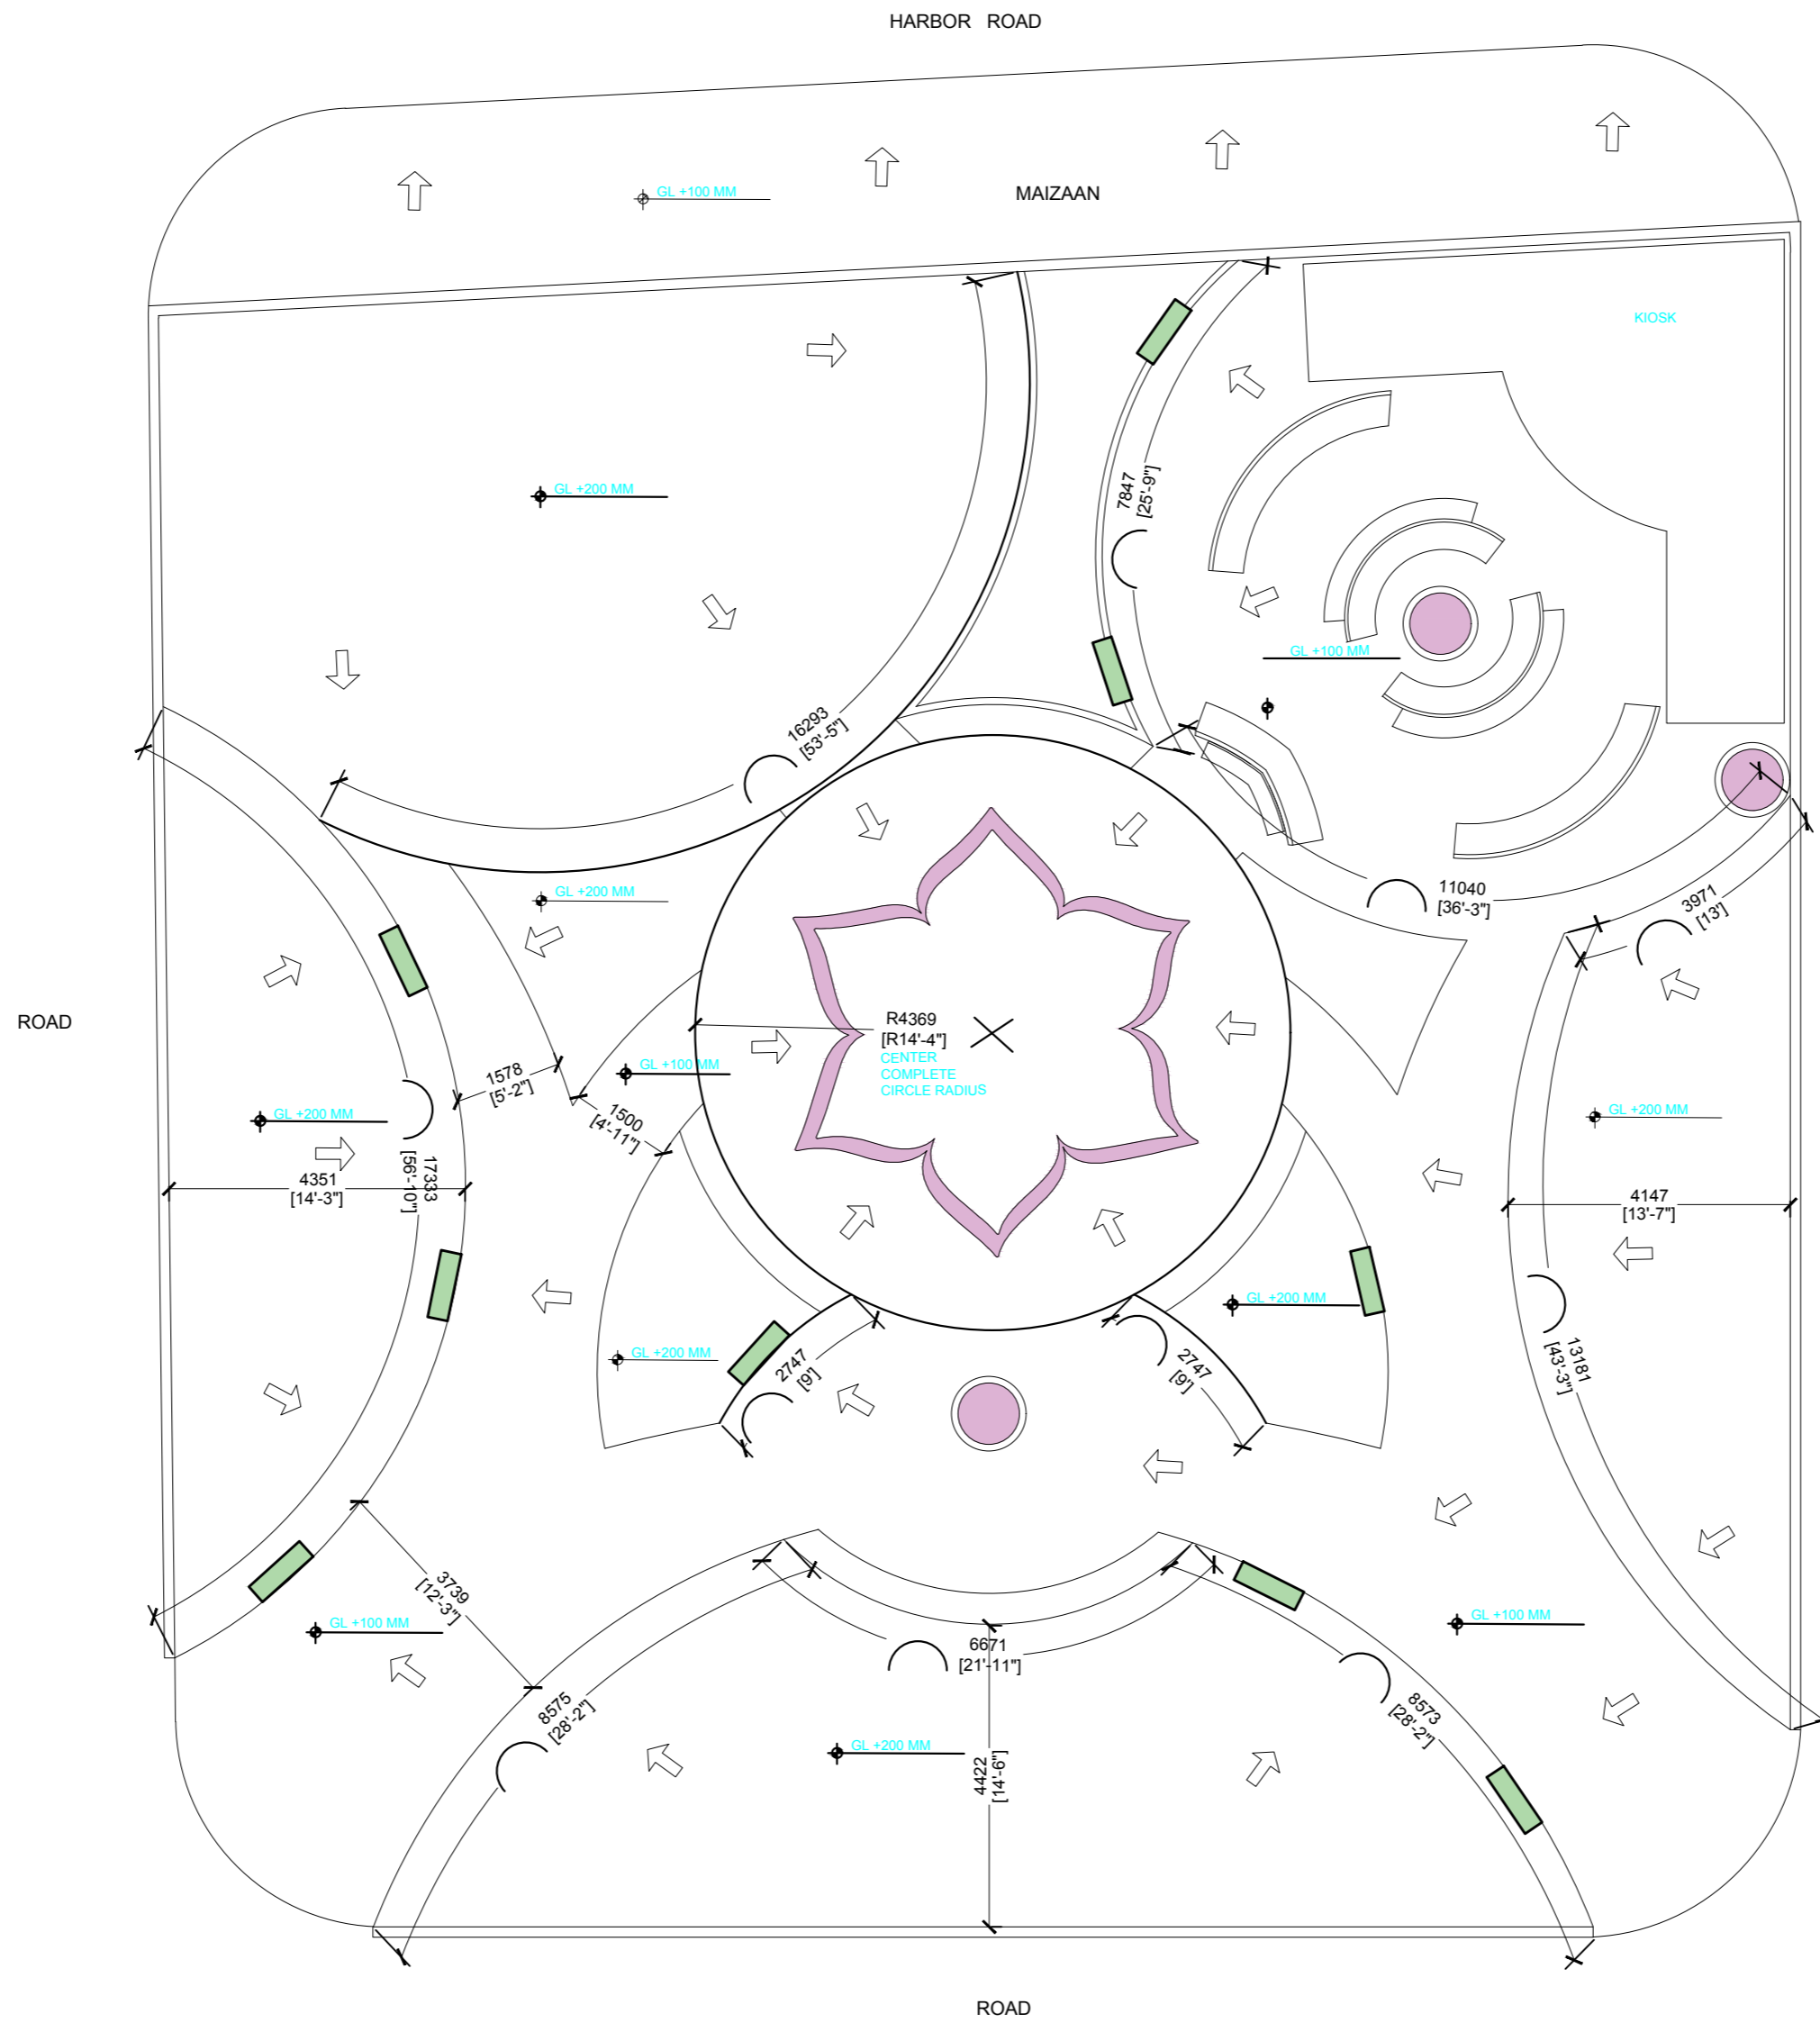 HARBOR ROAD
GL +100 MM
MAIZAAN
KIOSK
GL +200 MM
7847
[25'-9"]
GL +100 MM
16293
[53'-5"]
GL +200 MM
11040
[36'-3"]
3971
[13']
ROAD
R4369
[R14'-4"]
CENTER
COMPLETE
CIRCLE RADIUS
GL +100 MM
1578
[5'-2"]
1500
[4'-11"]
GL +200 MM
GL +200 MM
17333
[56'-10"]
4351
[14'-3"]
4147
[13'-7"]
GL +200 MM
GL +200 MM
2747
[9']
2747
[9']
13181
[43'-3"]
3739
[12'-3"]
GL +100 MM
GL +100 MM
6671
[21'-11"]
8575
[28'-2"]
8573
[28'-2"]
GL +200 MM
4422
[14'-6"]
ROAD